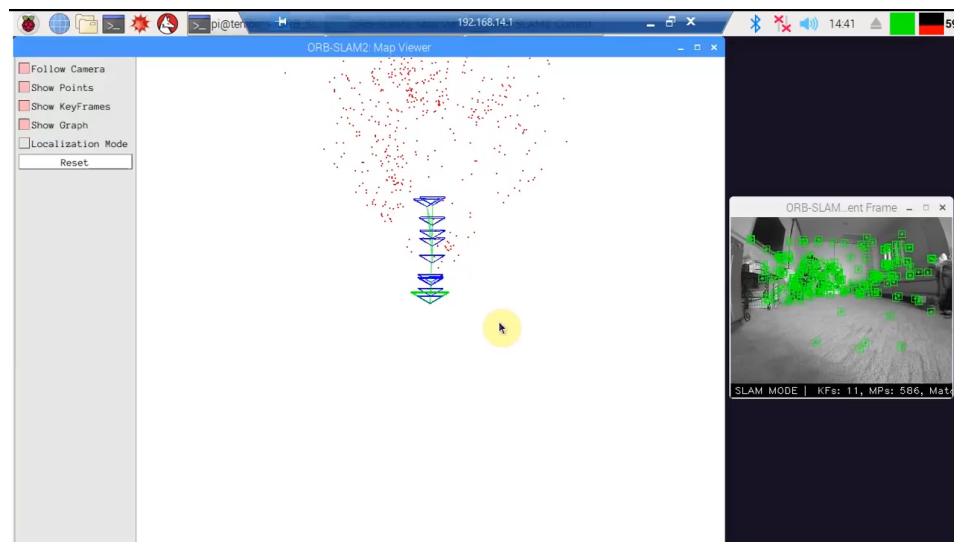 pi@ten
192.168.14.1
14:41
59
ORB-SLAM2: Map Viewer
Follow Camera
Show Points
Show KeyFrames
Show Graph
Localization Mode
Reset
ORB-SLAM...ent Frame
SLAM MODE | KFs: 11, MPs: 586, Mat